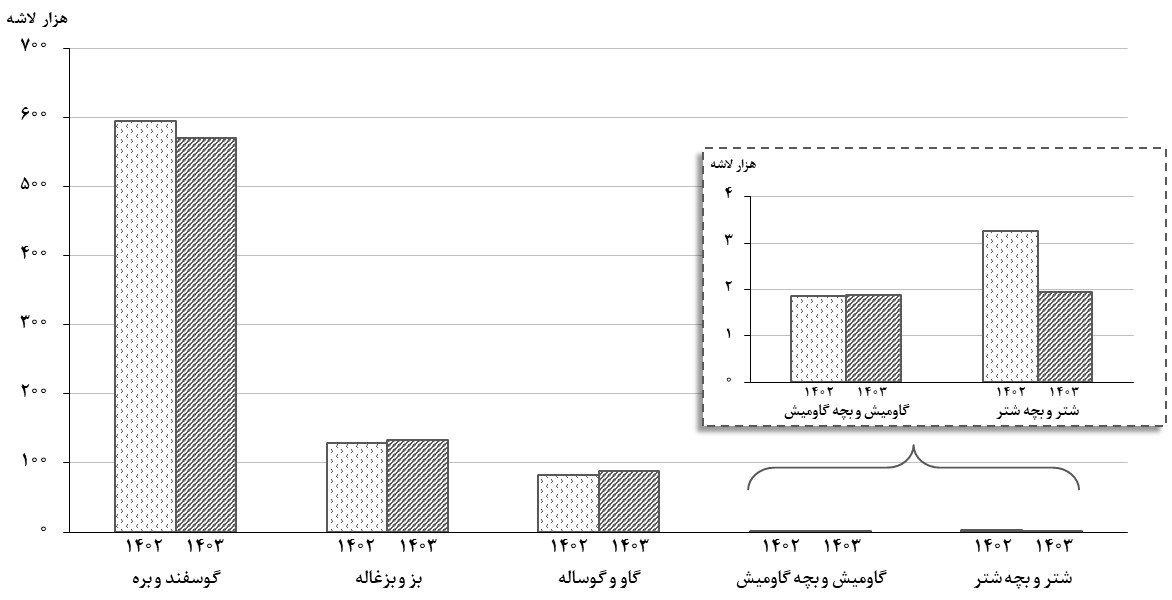 هزار لاشه
۷۰۰
۶۰۰
۵۰۰
۴۰۰
۳۰۰
۲۰۰
۱۰۰
۰
۱۴۰۲ ۱۴۰۳
گوسفند و بره
۱۴۰۲ ۱۴۰۳
بز و بزغاله
۱۴۰۲ ۱۴۰۳
گاو و گوساله
۱۴۰۲ ۱۴۰۳
گاومیش و بچه گاومیش
۱۴۰۲ ۱۴۰۳
شتر و بچه شتر
هزار لاشه
۴
۳
۲
۱
۰
۱۴۰۲ ۱۴۰۳
گاومیش و بچه گاومیش
۱۴۰۲ ۱۴۰۳
شتر و بچه شتر